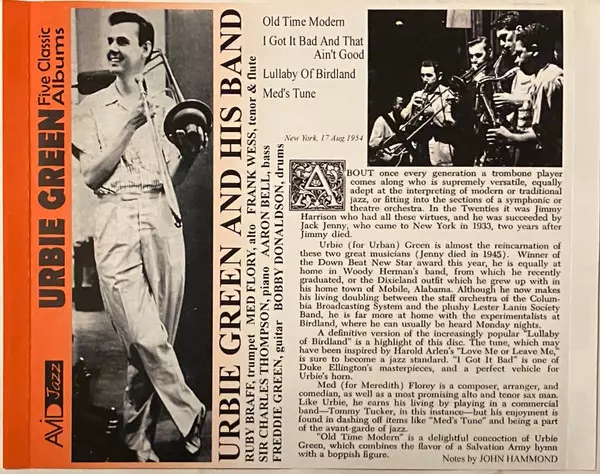 URBIE GREEN Five Classic
Albums
AVID Jazz
URBIE GREEN AND HIS BAND
RUBY BRAFF, trumpet MED FLORY, alto FRANK WESS, tenor & flute
SIR CHARLES THOMPSON, piano AARON BELL, bass
FREDDIE GREEN, guitar BOBBY DONALDSON, drums
Old Time Modern
I Got It Bad And That
Ain't Good
Lullaby Of Birdland
Med's Tune
New York, 17 Aug 1954
ABOUT once every generation a trombone player
comes along who is supremely versatile, equally
adept at the interpreting of modern or traditional
jazz, or fitting into the sections of a symphonic or
theatre orchestra. In the Twenties it was Jimmy
Harrison who had all these virtues, and he was succeeded by
Jack Jenny, who came to New York in 1933, two years after
Jimmy died.
Urbie (for Urban) Green is almost the reincarnation of
these two great musicians (Jenny died in 1945). Winner of
the Down Beat New Star award this year, he is equally at
home in Woody Herman's band, from which he recently
graduated, or the Dixieland outfit which he grew up with in
his home town of Mobile, Alabama. Although he now makes
his living doubling between the staff orchestra of the Colum-
bia Broadcasting System and the plushy Lester Lanin Society
Band, he is far more at home with the experimentalists at
Birdland, where he can usually be heard Monday nights.
A definitive version of the increasingly popular "Lullaby
of Birdland" is a highlight of this disc. The tune, which may
have been inspired by Harold Arlen's "Love Me or Leave Me,"
is sure to become a jazz standard. "I Got It Bad" is one of
Duke Ellington's masterpieces, and a perfect vehicle for
Urbie's horn.
Med (for Meredith) Florey is a composer, arranger, and
comedian, as well as a most promising alto and tenor sax man.
Like Urbie, he earns his living by playing in a commercial
band—Tommy Tucker, in this instance—but his enjoyment is
found in dashing off items like "Med's Tune" and being a part
of the avant-garde of jazz.
"Old Time Modern" is a delightful concoction of Urbie
Green, which combines the flavor of a Salvation Army hymn
with a boppish figure.
Notes by JOHN HAMMOND